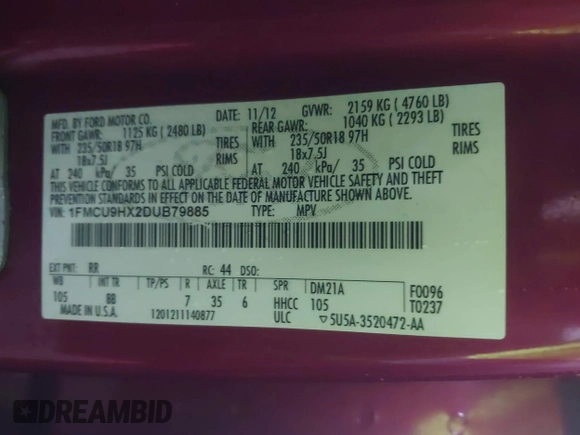 MFD. BY FORD MOTOR CO.
DATE: 11/12 GVWR: 2159 KG ( 4760 LB)
FRONT GAWR: 1125 KG ( 2480 LB) REAR GAWR: 1040 KG ( 2293 LB)
WITH 235/50R18 97H TIRES WITH 235/50R18 97H TIRES
18x7.5J RIMS 18x7.5J RIMS
AT 240 kPa/ 35 PSI COLD AT 240 kPa/ 35 PSI COLD
THIS VEHICLE CONFORMS TO ALL APPLICABLE FEDERAL MOTOR VEHICLE SAFETY AND THEFT
PREVENTION STANDARDS IN EFFECT ON THE DATE OF MANUFACTURE SHOWN ABOVE.
VIN: 1FMCU9HX2DUB79885 TYPE: MPV
EXT PNT: RR RC: 44 DSO:
WB INT TR TP/PS R AXLE TR SPR DM21A F0096
105 BB 7 35 6 HHCC 105 T0237
MADE IN U.S.A. 1201211140877 ULC ▽5U5A-3520472-AA
DREAMBID